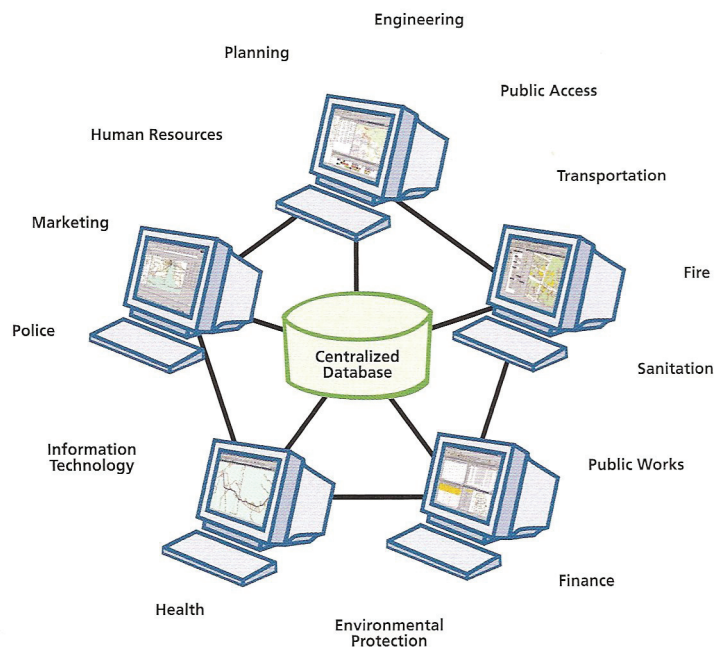 Engineering
Planning
Public Access
Human Resources
Transportation
Marketing
Fire
Police
Centralized
Database
Sanitation
Information
Technology
Public Works
Finance
Health
Environmental
Protection